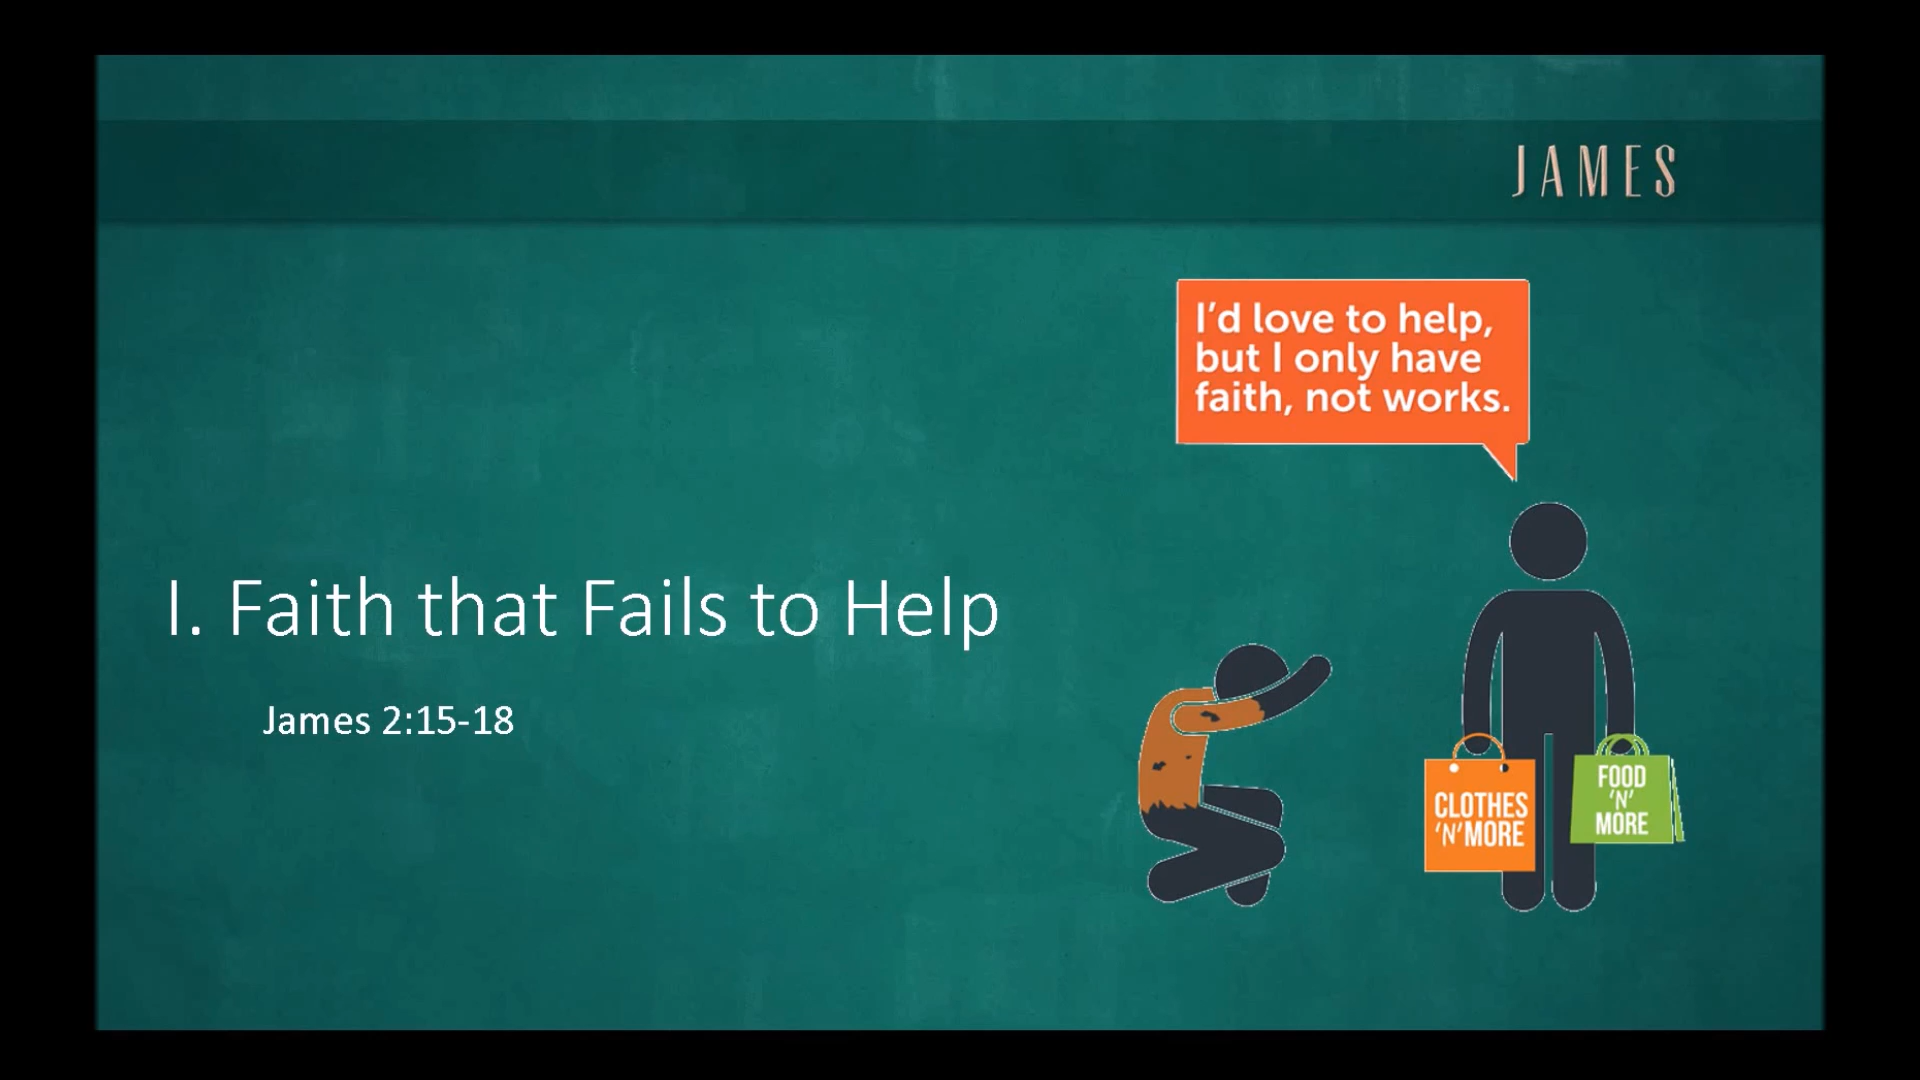 JAMES
I'd love to help,
but I only have
faith, not works.
I. Faith that Fails to Help
James 2:15-18
CLOTHES
'N' MORE
FOOD
'N'
MORE